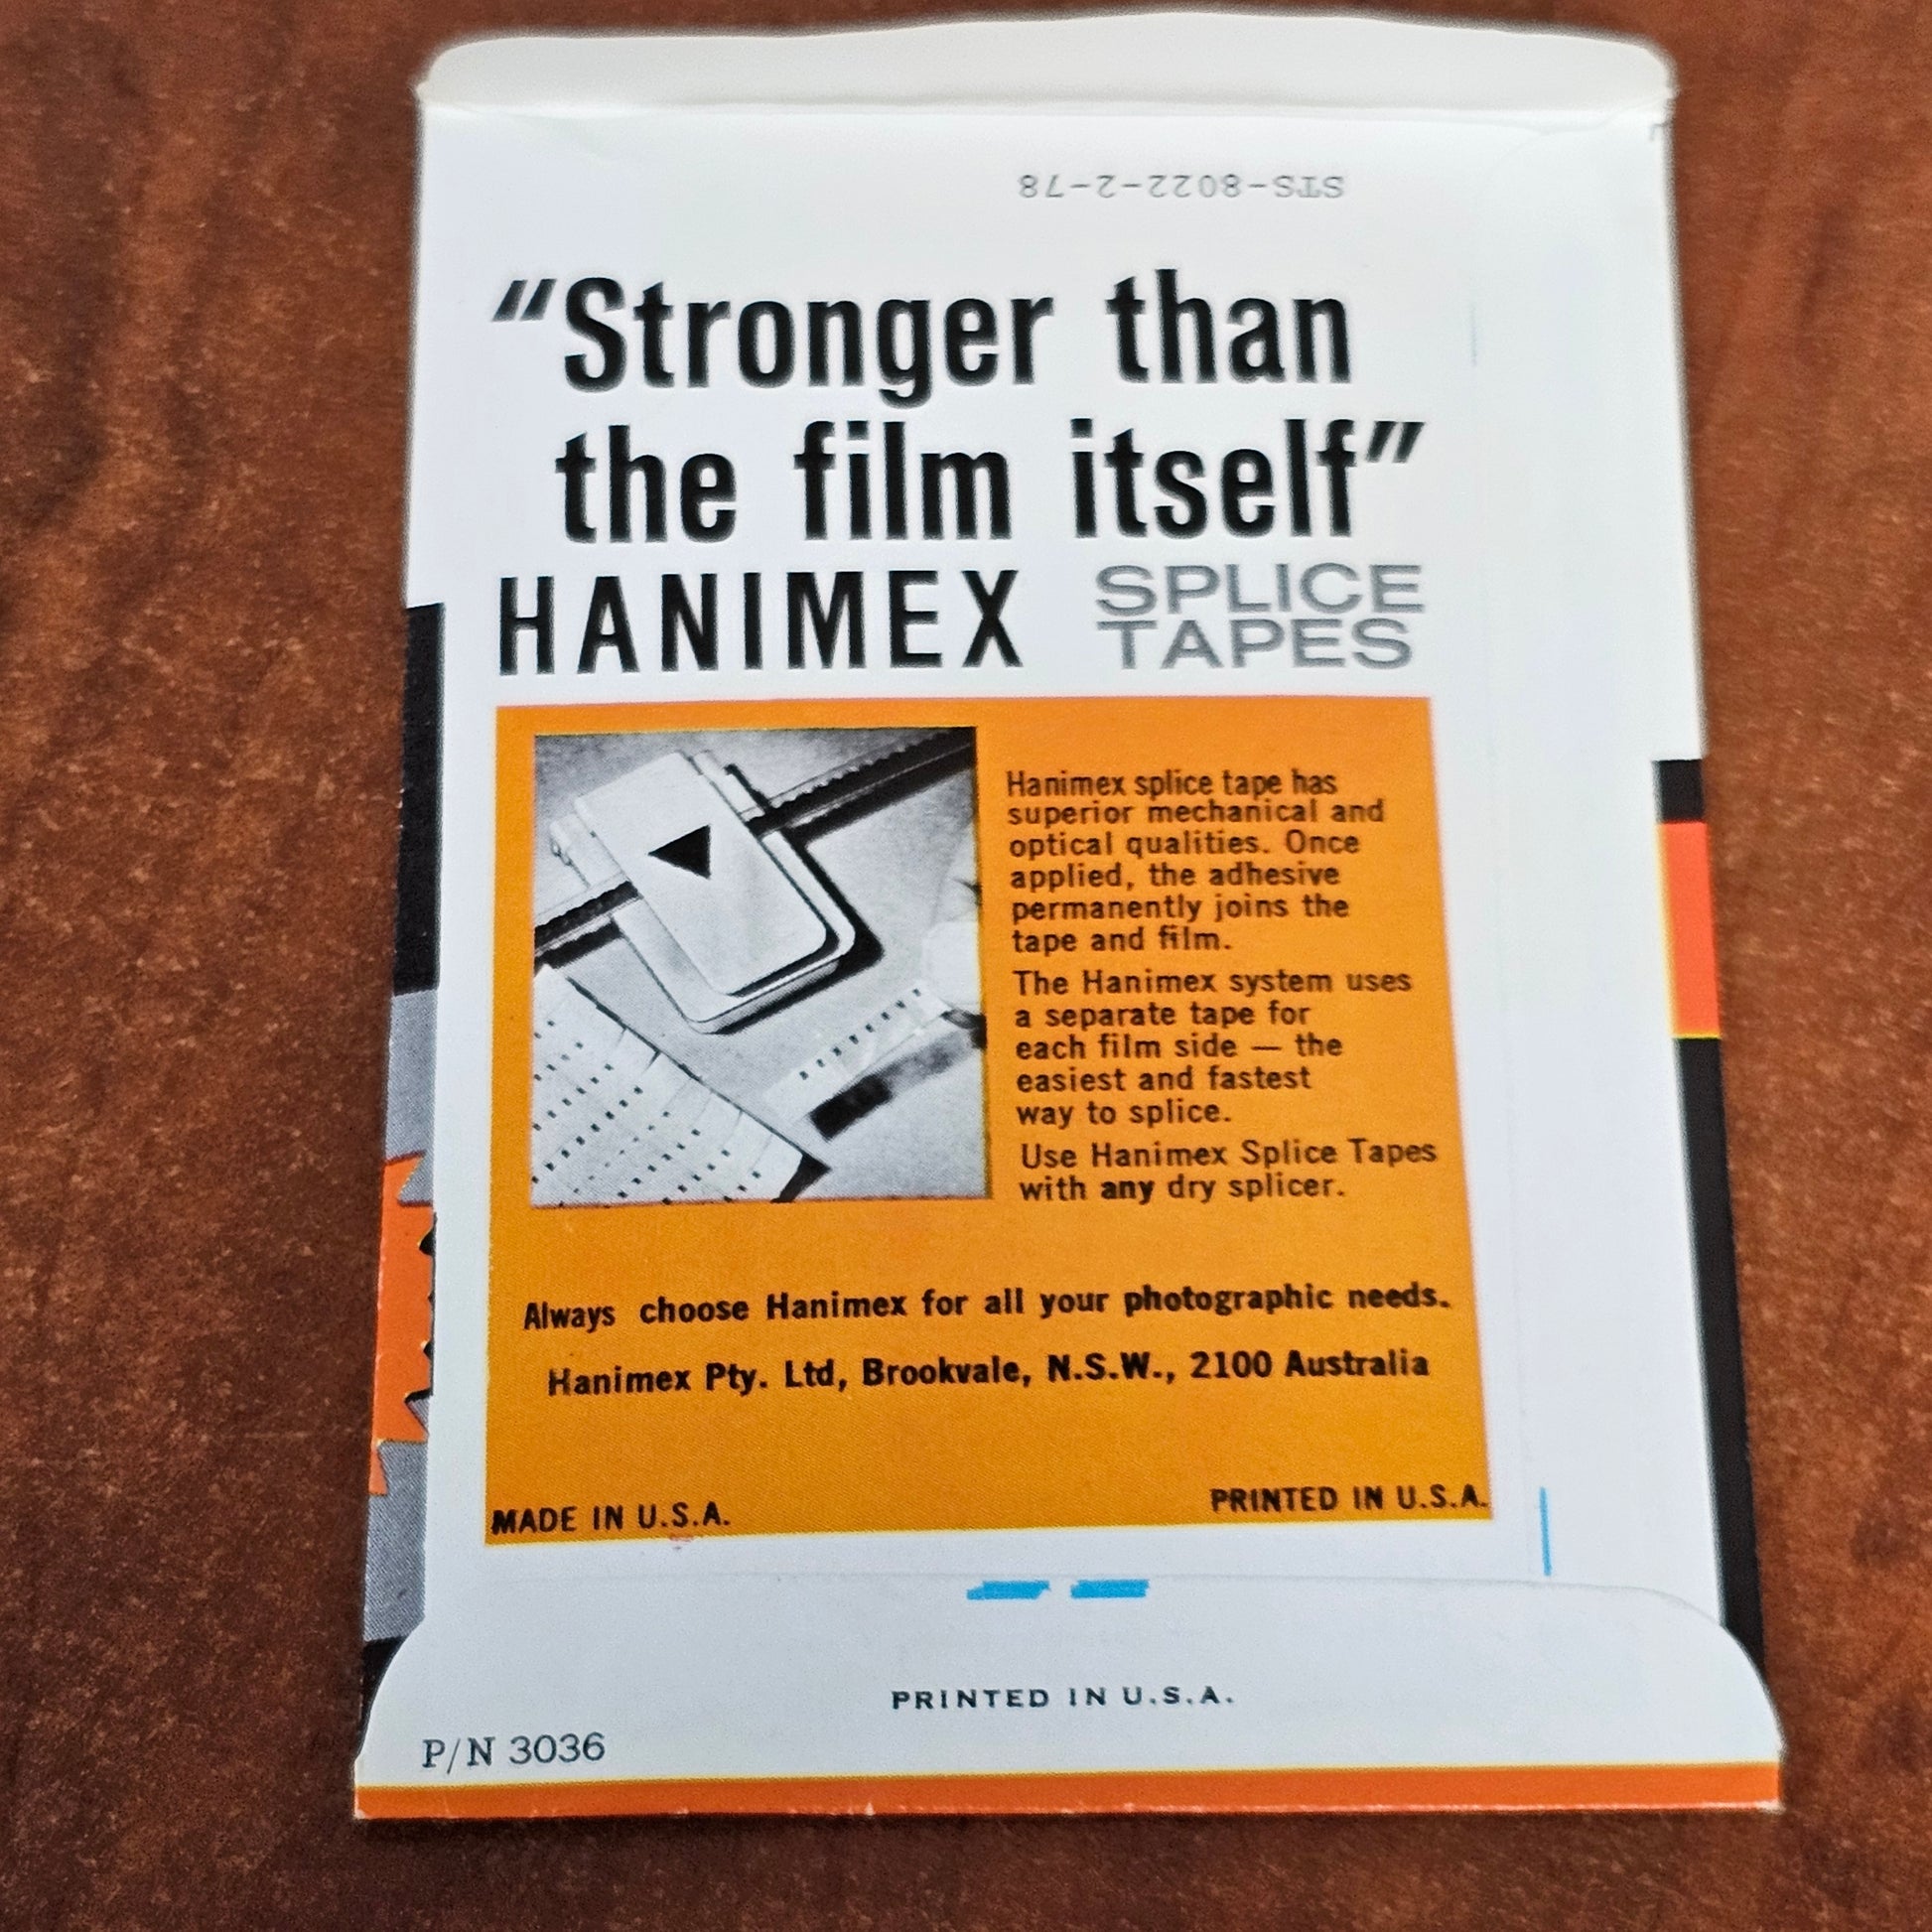 STS-8022-2-78
“Stronger than
the film itself”
HANIMEX SPLICE
TAPES
Hanimex splice tape has
superior mechanical and
optical qualities. Once
applied, the adhesive
permanently joins the
tape and film.
The Hanimex system uses
a separate tape for
each film side — the
easiest and fastest
way to splice.
Use Hanimex Splice Tapes
with any dry splicer.
Always choose Hanimex for all your photographic needs.
Hanimex Pty. Ltd, Brookvale, N.S.W., 2100 Australia
MADE IN U.S.A.
PRINTED IN U.S.A.
PRINTED IN U.S.A.
P/N 3036